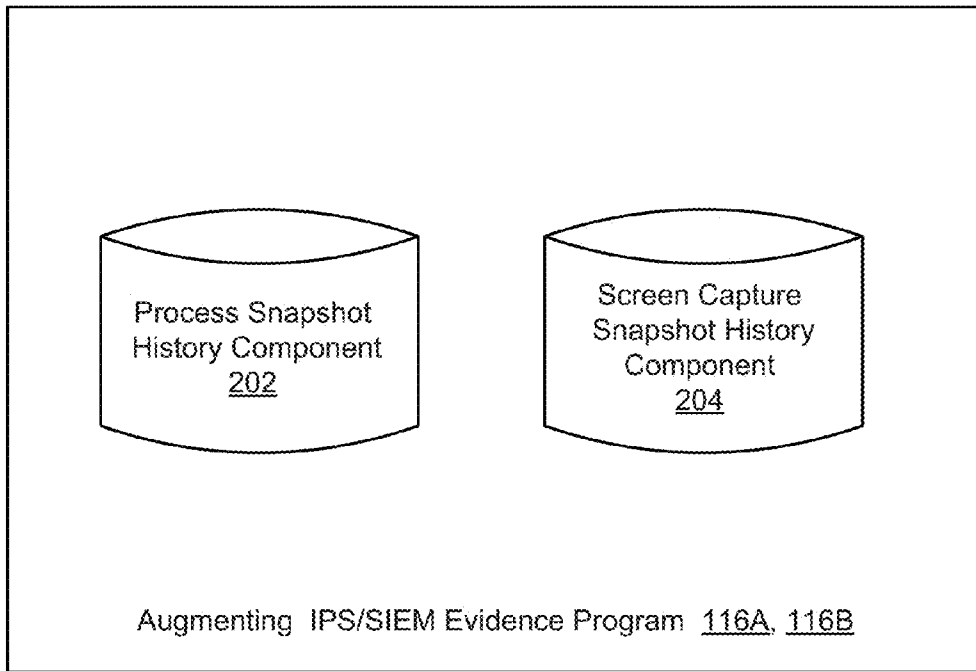 Process Snapshot
History Component
202
Screen Capture
Snapshot History
Component
204
Augmenting IPS/SIEM Evidence Program 116A, 116B